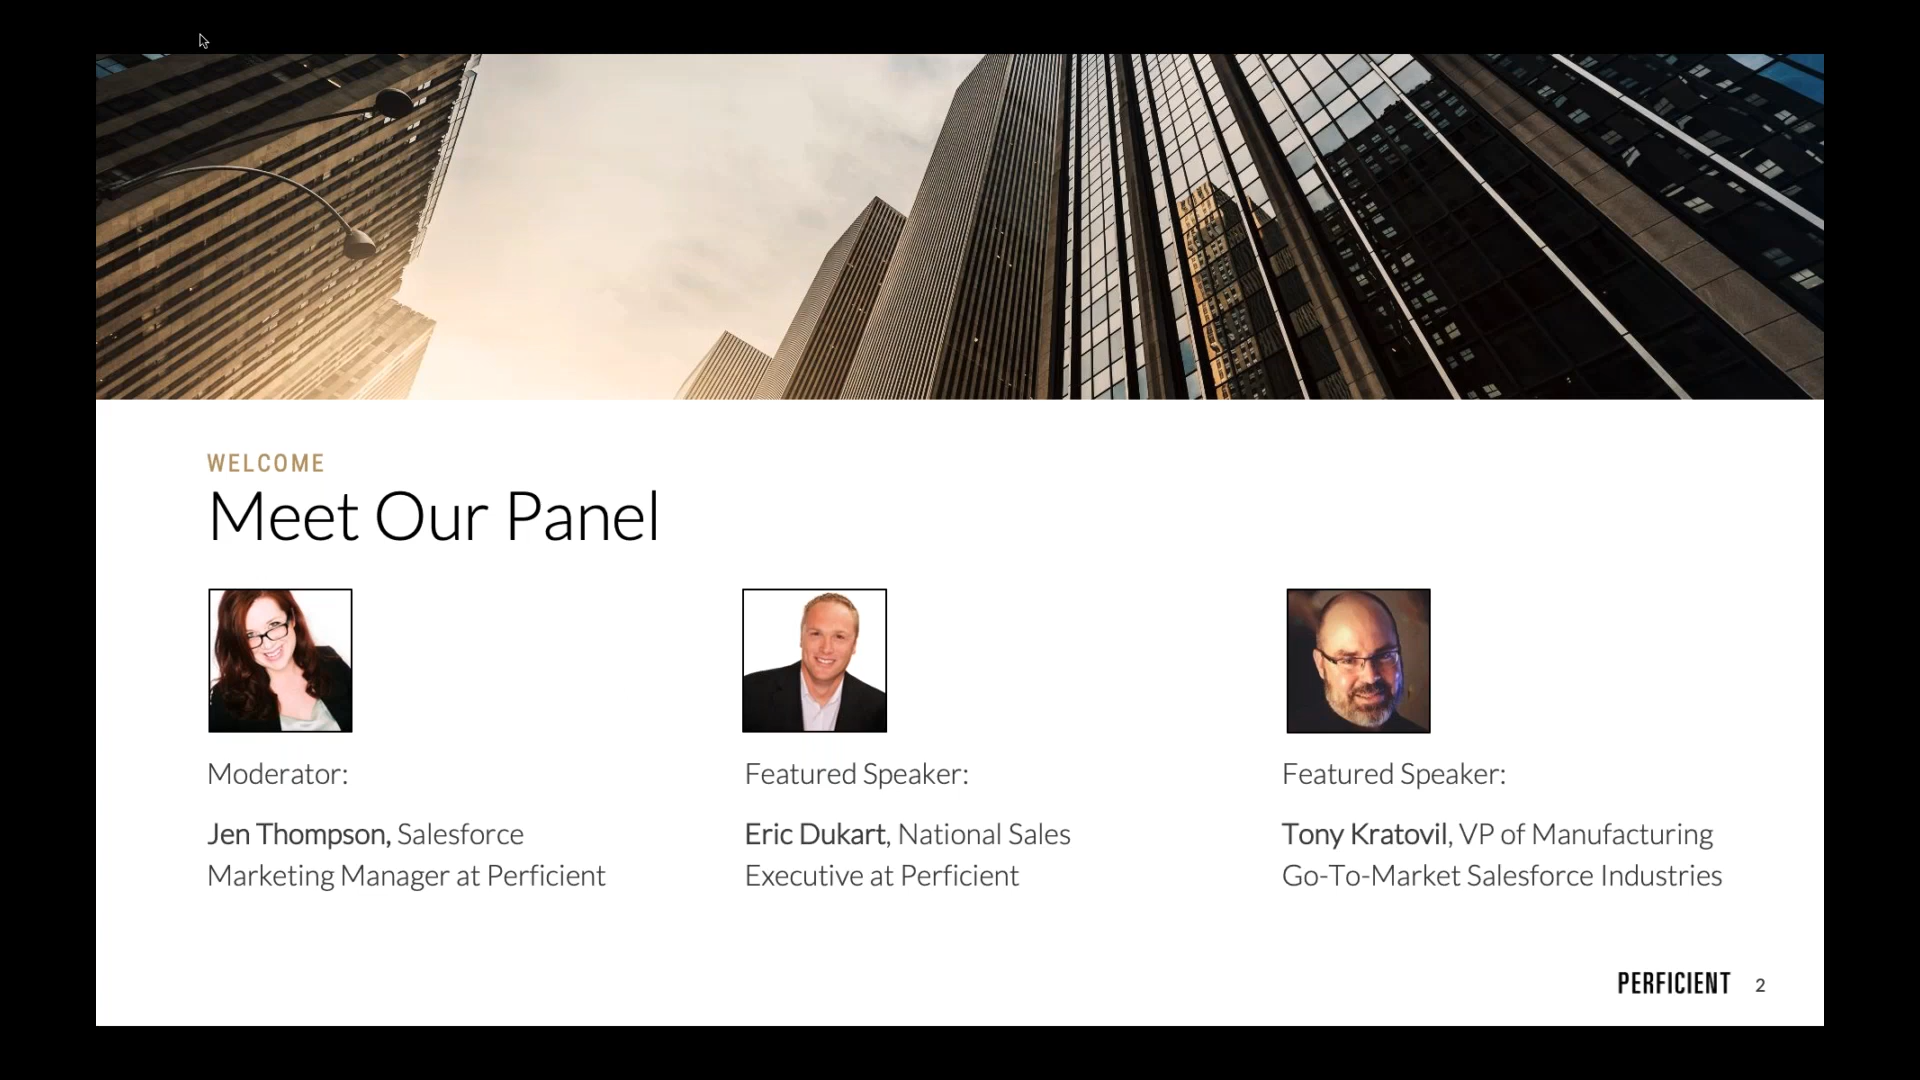 WELCOME
Meet Our Panel
Moderator:
Jen Thompson, Salesforce
Marketing Manager at Perficient
Featured Speaker:
Eric Dukart, National Sales
Executive at Perficient
Featured Speaker:
Tony Kratovil, VP of Manufacturing
Go-To-Market Salesforce Industries
PERFICIENT 2